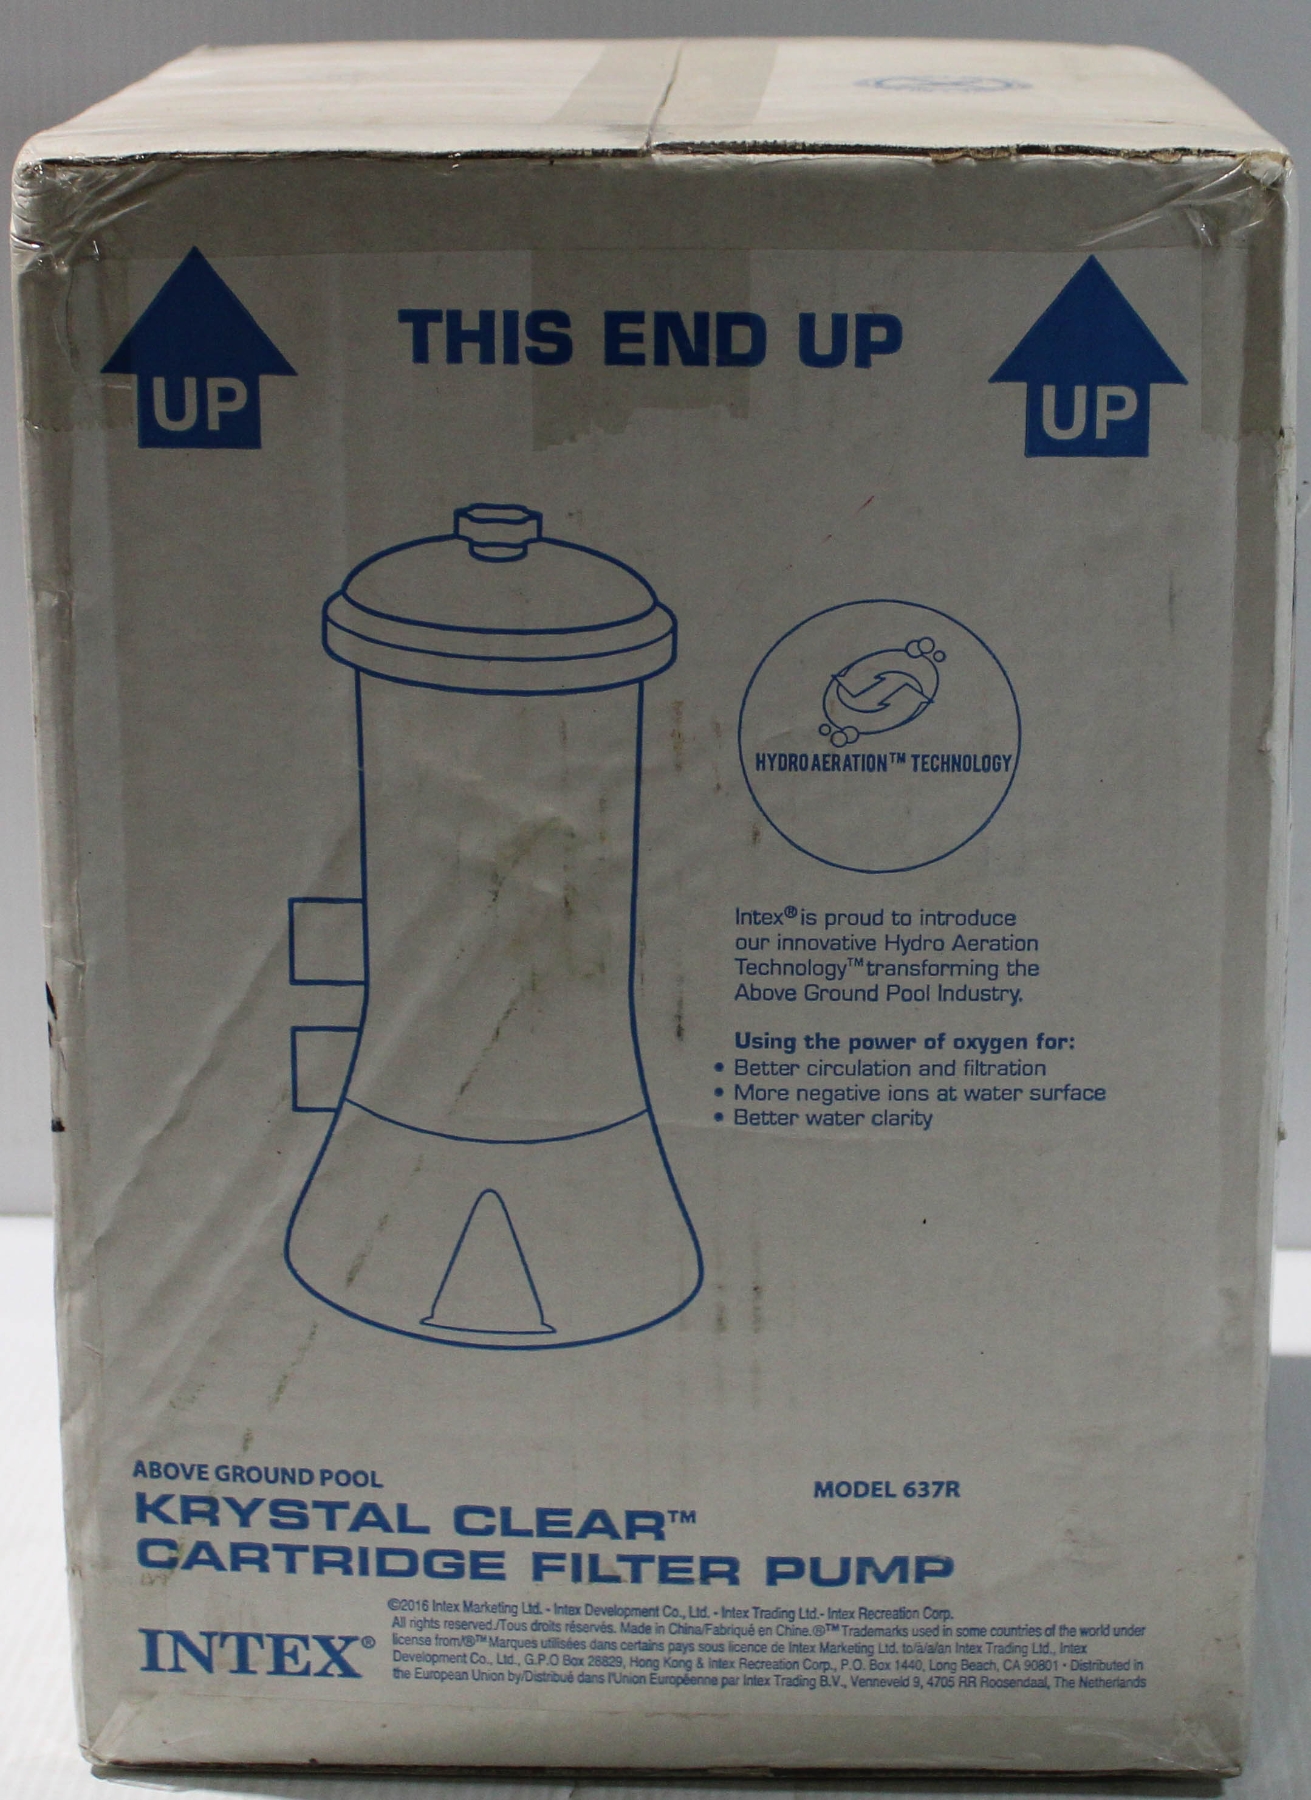 THIS END UP
UP
UP
HYDRO AERATION™ TECHNOLOGY
Intex® is proud to introduce
our innovative Hydro Aeration
Technology™ transforming the
Above Ground Pool Industry.
Using the power of oxygen for:
• Better circulation and filtration
• More negative ions at water surface
• Better water clarity
ABOVE GROUND POOL
MODEL 637R
KRYSTAL CLEAR™
CARTRIDGE FILTER PUMP
INTEX®
©2016 Intex Marketing Ltd. - Intex Development Co., Ltd. - Intex Trading Ltd.- Intex Recreation Corp.
All rights reserved./Tous droits réservés. Made in China/Fabriqué en Chine.®™ Trademarks used in some countries of the world under
license from/®™ Marques utilisées dans certains pays sous licence de Intex Marketing Ltd. to/à/a/an Intex Trading Ltd., Intex
Development Co., Ltd., G.P.O Box 28829, Hong Kong & Intex Recreation Corp., P.O. Box 1440, Long Beach, CA 90801 • Distributed in
the European Union by/Distribué dans l'Union Européenne par Intex Trading B.V., Venneveld 9, 4705 RR Roosendaal, The Netherlands